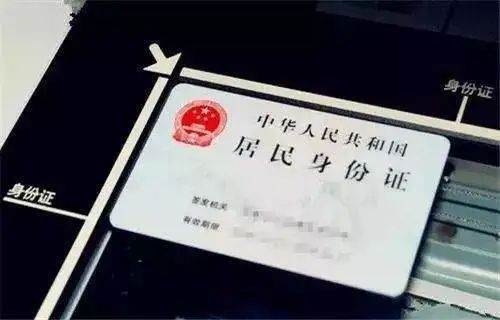 身份证
中华人民共和国
居民身份证
身份证
签发机关
有效期限